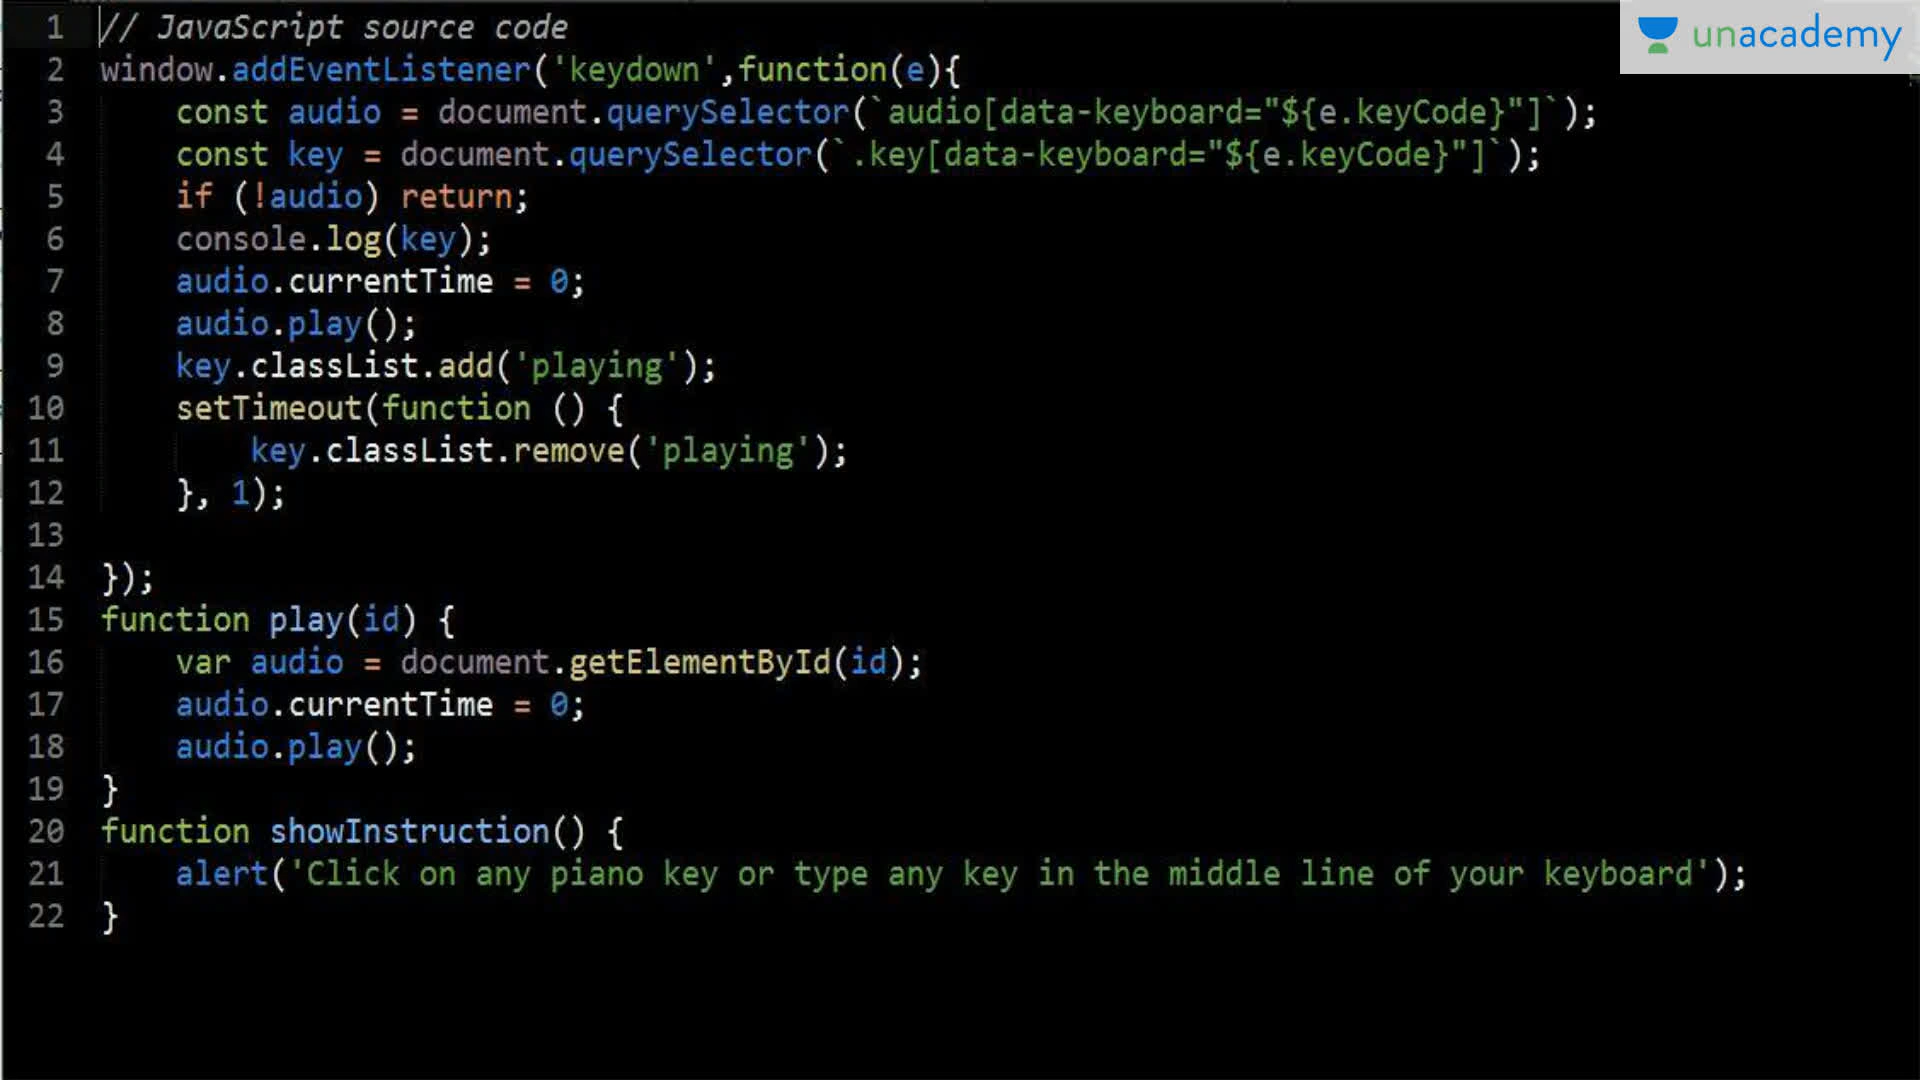 unacademy
1 // JavaScript source code
2 window.addEventListener('keydown',function(e){
3     const audio = document.querySelector(`audio[data-keyboard="${e.keyCode}"]`);
4     const key = document.querySelector(`.key[data-keyboard="${e.keyCode}"]`);
5     if (!audio) return;
6     console.log(key);
7     audio.currentTime = 0;
8     audio.play();
9     key.classList.add('playing');
10     setTimeout(function () {
11         key.classList.remove('playing');
12     }, 1);
13
14 });
15 function play(id) {
16     var audio = document.getElementById(id);
17     audio.currentTime = 0;
18     audio.play();
19 }
20 function showInstruction() {
21     alert('Click on any piano key or type any key in the middle line of your keyboard');
22 }